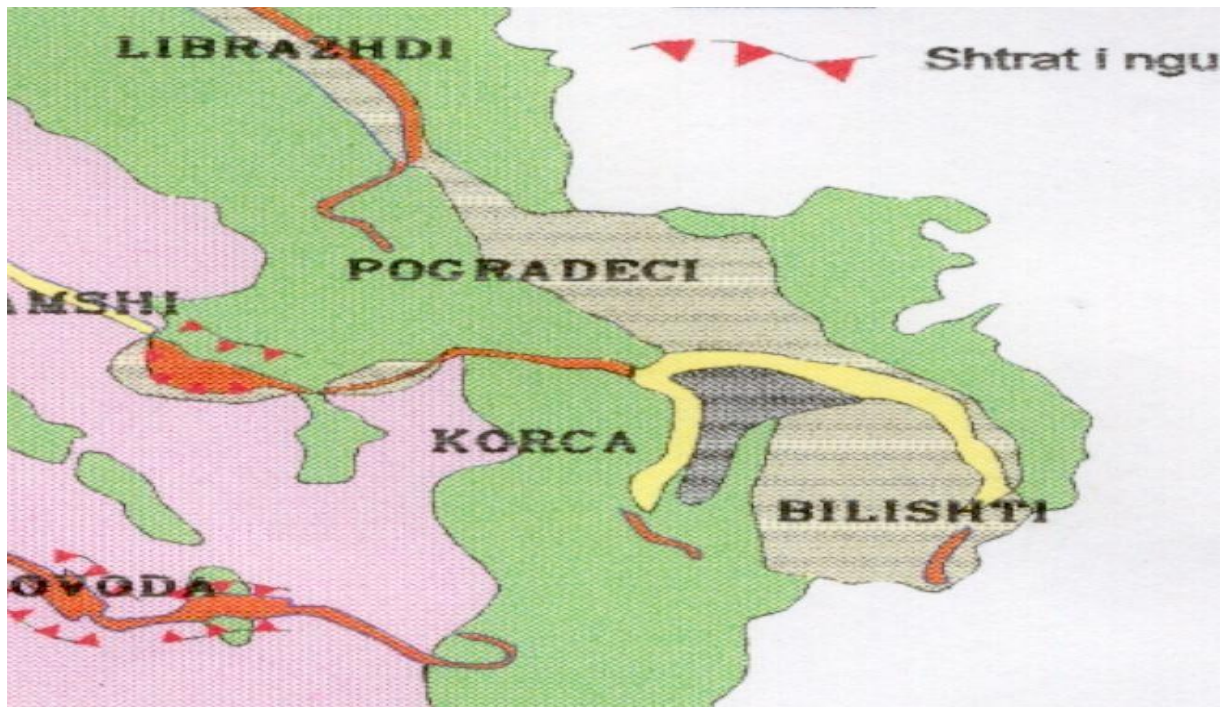 LIBRAZHDI
Shtrat i ngu
POGRADECI
AMSHI
KORCA
BILISHTI
OVODA